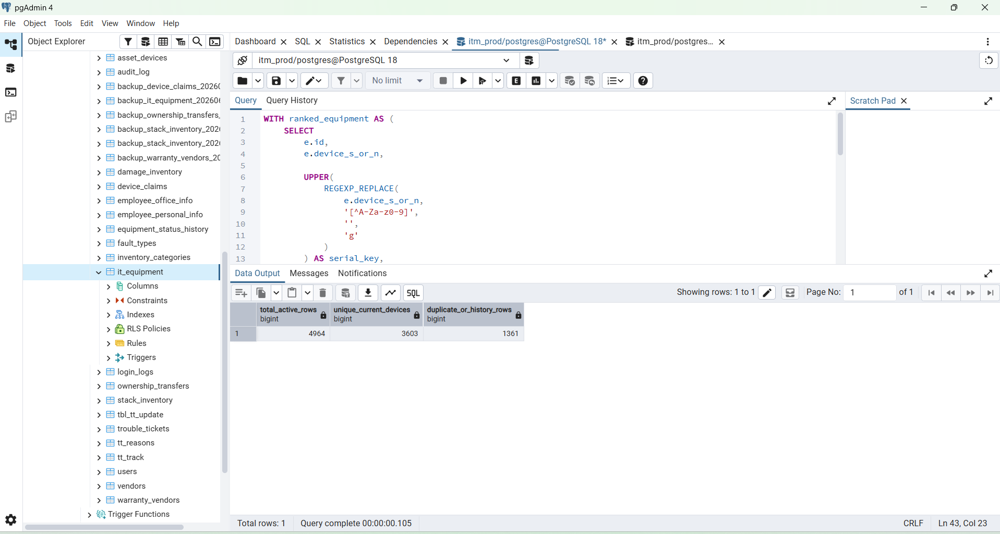 pgAdmin 4
File Object Tools Edit View Window Help
Object Explorer
Dashboard SQL Statistics Dependencies itm_prod/postgres@PostgreSQL 18* itm_prod/postgres...
asset_devices
audit_log
backup_device_claims_2026
backup_it_equipment_20260
backup_ownership_transfers_
backup_stack_inventory_202
backup_stack_inventory_202
backup_warranty_vendors_20
damage_inventory
device_claims
employee_office_info
employee_personal_info
equipment_status_history
fault_types
inventory_categories
it_equipment
Columns
Constraints
Indexes
RLS Policies
Rules
Triggers
login_logs
ownership_transfers
stack_inventory
tbl_tt_update
trouble_tickets
tt_reasons
tt_track
users
vendors
warranty_vendors
Trigger Functions
itm_prod/postgres@PostgreSQL 18
No limit
E
Query Query History
Scratch Pad
1 WITH ranked_equipment AS (
2 SELECT
3 e.id,
4 e.device_s_or_n,
5
6 UPPER(
7 REGEXP_REPLACE(
8 e.device_s_or_n,
9 '[^A-Za-z0-9]',
10 '',
11 'g'
12 )
13 ) AS serial_key,
Data Output Messages Notifications
SQL
Showing rows: 1 to 1
Page No: 1 of 1
total_active_rows unique_current_devices duplicate_or_history_rows
bigint bigint bigint
1 4964 3603 1361
Total rows: 1 Query complete 00:00:00.105
CRLF Ln 43, Col 23